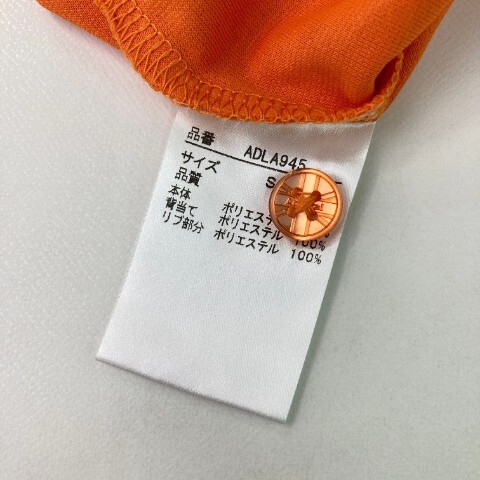 品番 ADLA945
サイズ S
品質
本体 ポリエステル
背当て ポリエステル 100%
リブ部分 ポリエステル 100%